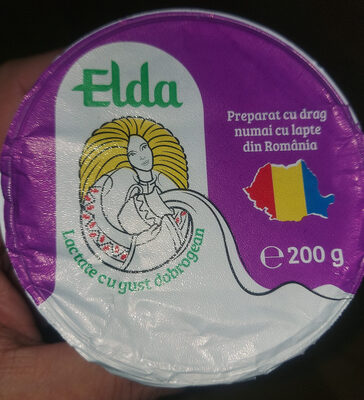 Elda
Preparat cu drag
numai cu lapte
din România
Lactate cu gust dobrogean
℮ 200 g